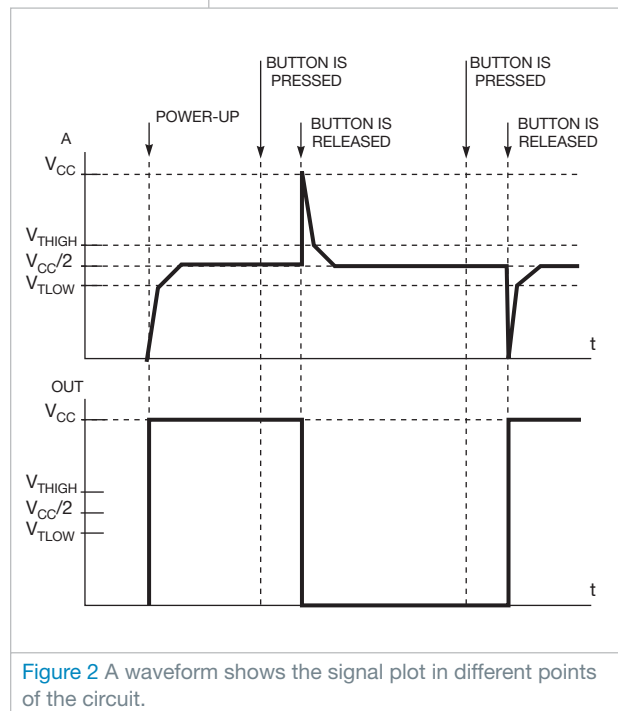 BUTTON IS
PRESSED
BUTTON IS
PRESSED
POWER-UP
BUTTON IS
RELEASED
BUTTON IS
RELEASED
A
VCC
VTHIGH
VCC/2
VTLOW
t
OUT
VCC
VTHIGH
VCC/2
VTLOW
t
Figure 2 A waveform shows the signal plot in different points
of the circuit.